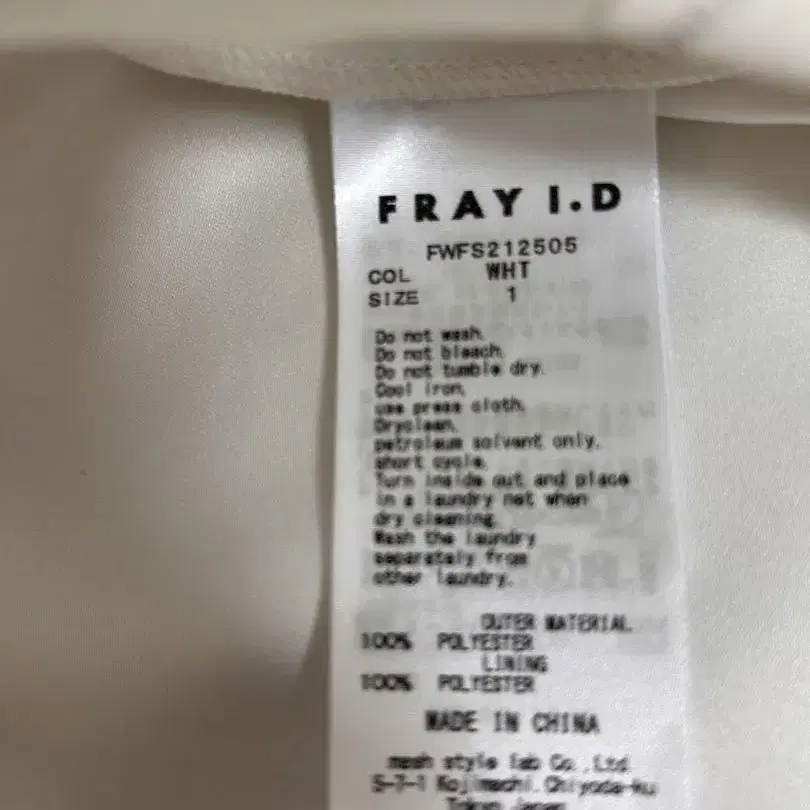 FRAY I.D
FWFS212505
COL WHT
SIZE 1
Do not wash.
Do not bleach.
Do not tumble dry.
Cool iron,
use press cloth.
Dryclean,
petroleum solvent only,
short cycle.
Turn inside out and place
in a laundry net when
dry cleaning.
Wash the laundry
separately from
other laundry.
OUTER MATERIAL
100% POLYESTER
LINING
100% POLYESTER
MADE IN CHINA
mash style lab Co.,Ltd.
5-7-1 Kojimachi,Chiyoda-ku
Tokyo Japan